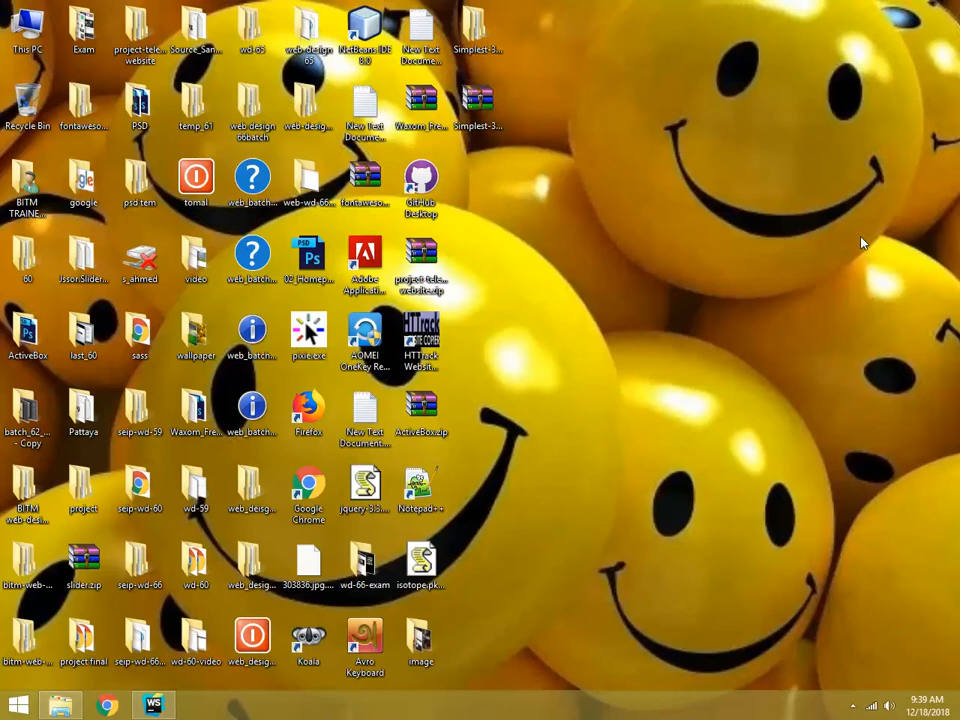 This PC
Exam
project-tele...
website
Source_San...
wd-63
web-design
65
NetBeans IDE
8.0
New Text
Docume...
Simplest-3...
Recycle Bin
fontaweso...
PSD
temp_61
web design
66batch
web-desig...
New Text
Docume...
Waxom_Fre...
Simplest-3...
BITM
TRAINE...
google
psd tem
tomal
web_batch...
web-wd-66...
fontaweso...
GitHub
Desktop
60
JssorSlider...
s_ahmed
video
web_batch...
02_Homep...
Adobe
Applicati...
project-tele...
website.zip
ActiveBox
last_60
sass
wallpaper
web_batch...
pixie.exe
AOMEI
OneKey Re...
HTTrack
Websit...
batch_62_...
- Copy
Pattaya
seip-wd-59
Waxom_Fre...
web_batch...
Firefox
New Text
Document....
ActiveBox.zip
BITM
web-desi...
project
seip-wd-60
wd-59
web_deisg...
Google
Chrome
jquery-3.3....
Notepad++
bitm-web-...
slider.zip
seip-wd-66
wd-60
web_desig...
303836.jpg....
wd-66-exam
isotope.pk...
bitm-web-...
project final
seip-wd-66...
wd-60-video
web_desig...
Koala
Avro
Keyboard
image
WS
9:39 AM
12/18/2018